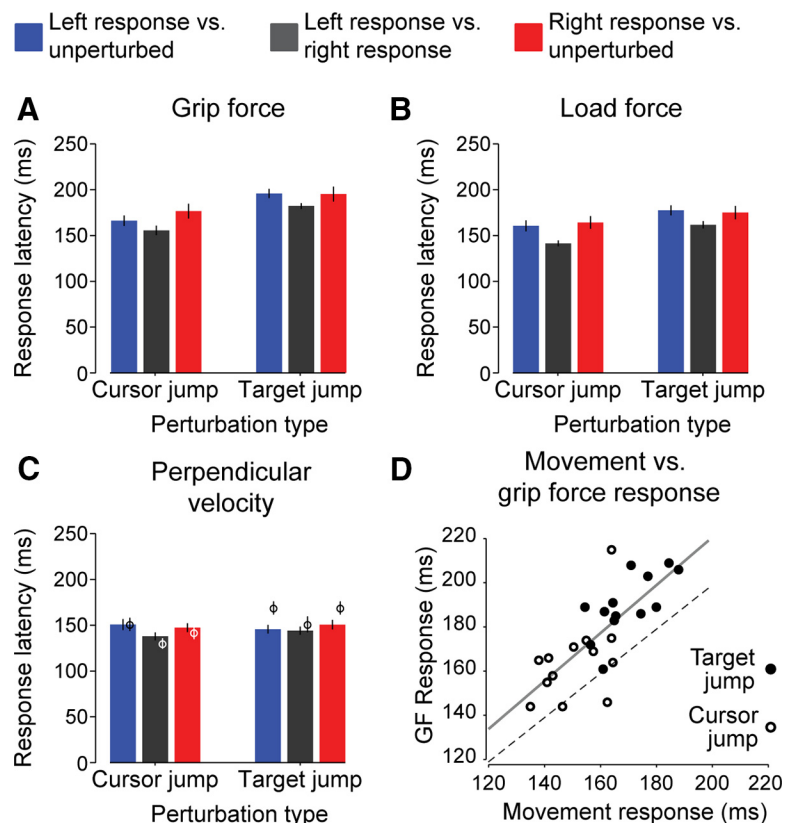 Left response vs.
unperturbed
Left response vs.
right response
Right response vs.
unperturbed
A
Grip force
Response latency (ms)
250
200
150
100
50
0
Cursor jump
Target jump
Perturbation type
B
Load force
Response latency (ms)
250
200
150
100
50
0
Cursor jump
Target jump
Perturbation type
C
Perpendicular
velocity
Response latency (ms)
250
200
150
100
50
0
Cursor jump
Target jump
Perturbation type
D
Movement vs.
grip force response
GF Response (ms)
220
200
180
160
140
120
Target
jump
Cursor
jump
120
140
160
180
200
220
Movement response (ms)